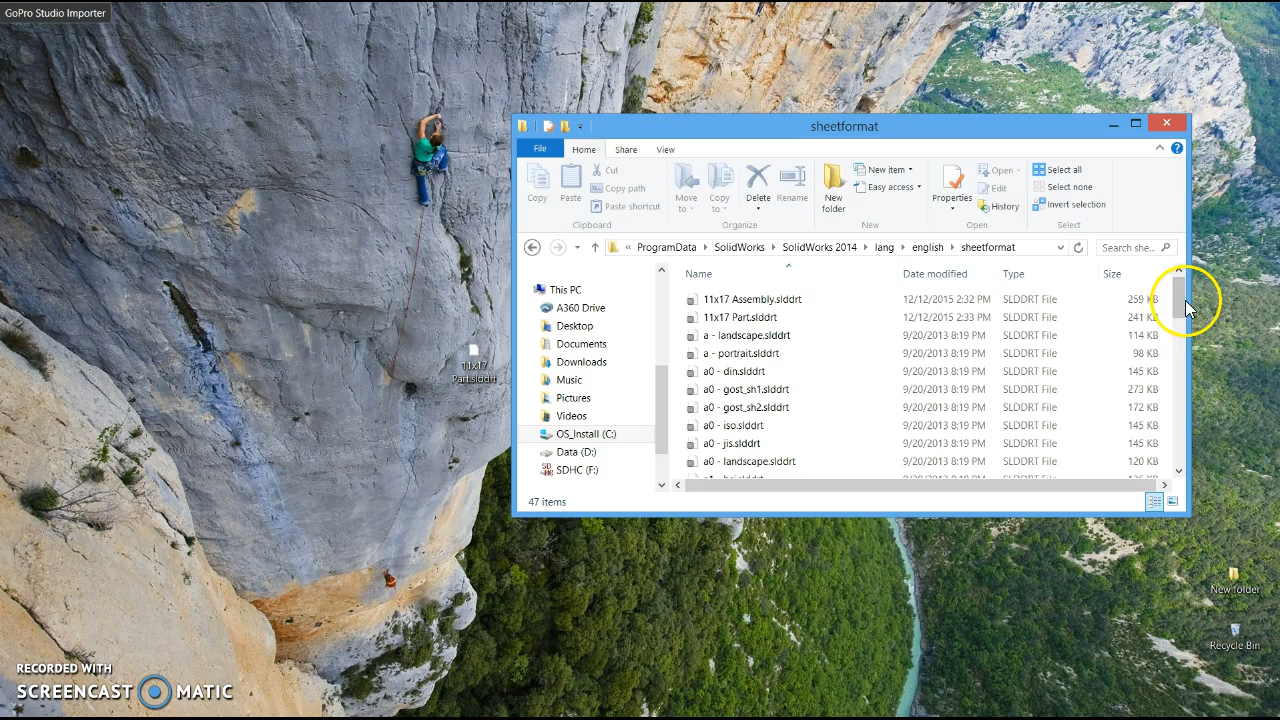 GoPro Studio Importer
sheetformat
File Home Share View
Copy Paste Cut Copy path Paste shortcut
Clipboard
Move to Copy to Delete Rename
Organize
New folder New item Easy access
New
Properties Open Edit History
Open
Select all Select none Invert selection
Select
« ProgramData SolidWorks SolidWorks 2014 lang english sheetformat
Search she...
This PC
A360 Drive
Desktop
Documents
Downloads
Music
Pictures
Videos
OS_Install (C:)
Data (D:)
SDHC (F:)
Name Date modified Type Size
11x17 Assembly.slddrt 12/12/2015 2:32 PM SLDDRT File 259 KB
11x17 Part.slddrt 12/12/2015 2:33 PM SLDDRT File 241 KB
a - landscape.slddrt 9/20/2013 8:19 PM SLDDRT File 114 KB
a - portrait.slddrt 9/20/2013 8:19 PM SLDDRT File 98 KB
a0 - din.slddrt 9/20/2013 8:19 PM SLDDRT File 145 KB
a0 - gost_sh1.slddrt 9/20/2013 8:19 PM SLDDRT File 273 KB
a0 - gost_sh2.slddrt 9/20/2013 8:19 PM SLDDRT File 172 KB
a0 - iso.slddrt 9/20/2013 8:19 PM SLDDRT File 145 KB
a0 - jis.slddrt 9/20/2013 8:19 PM SLDDRT File 145 KB
a0 - landscape.slddrt 9/20/2013 8:19 PM SLDDRT File 120 KB
47 items
11x17
Part.slddrt
New folder
Recycle Bin
RECORDED WITH
SCREENCAST MATIC